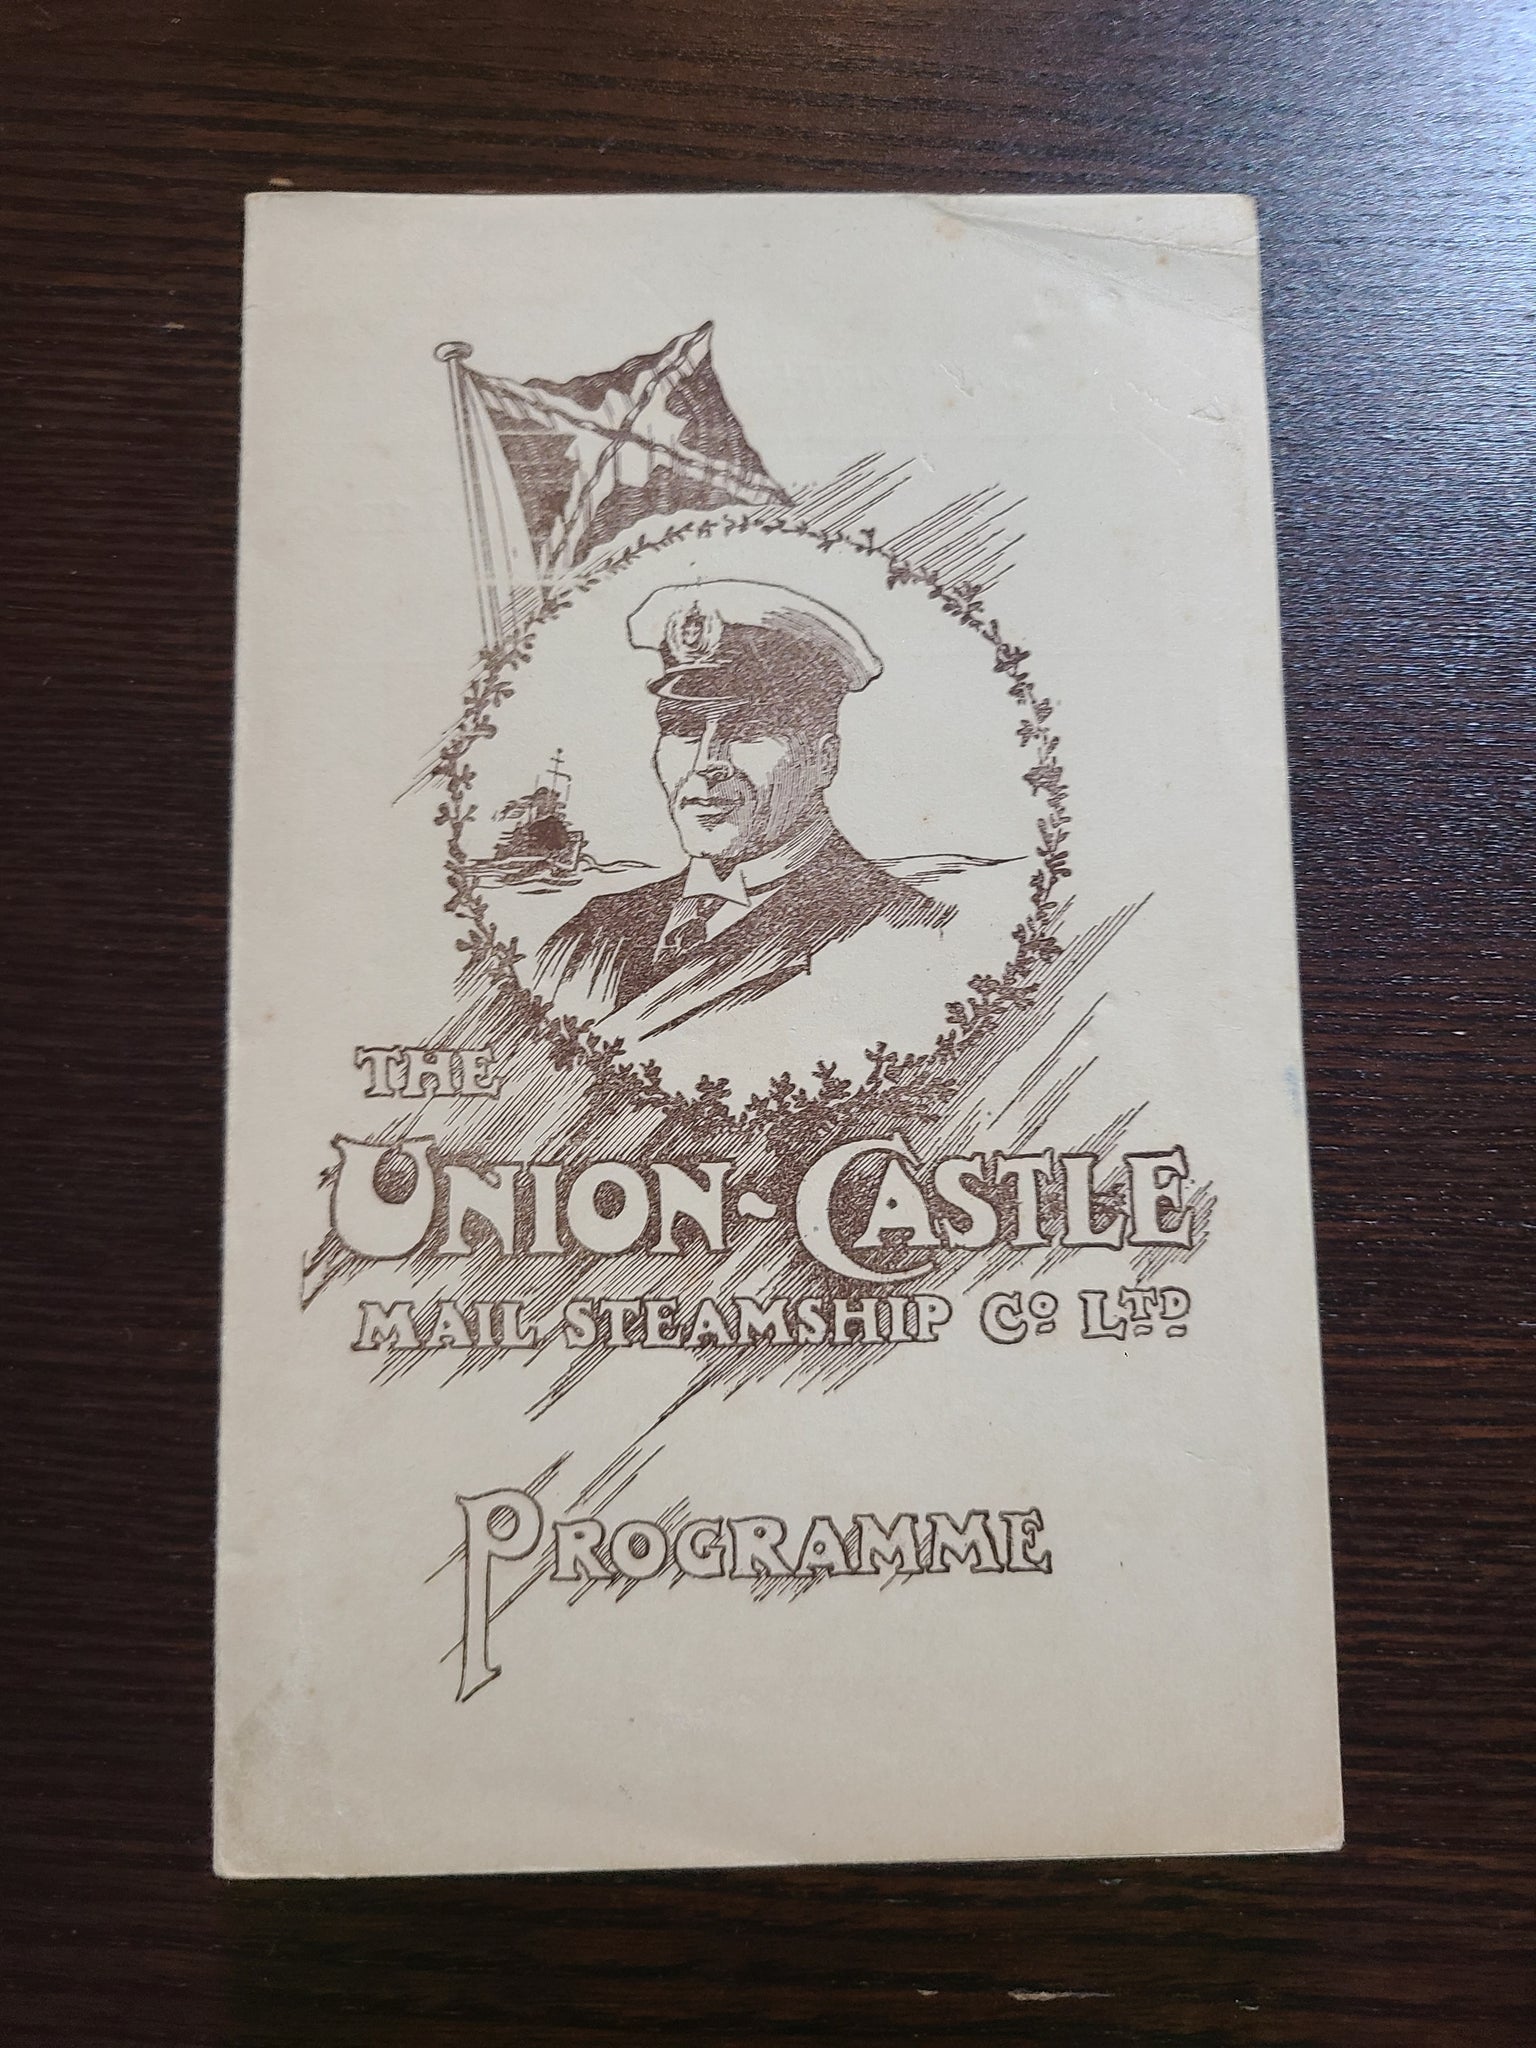 THE
UNION-CASTLE
MAIL STEAMSHIP Cº LTD
PROGRAMME